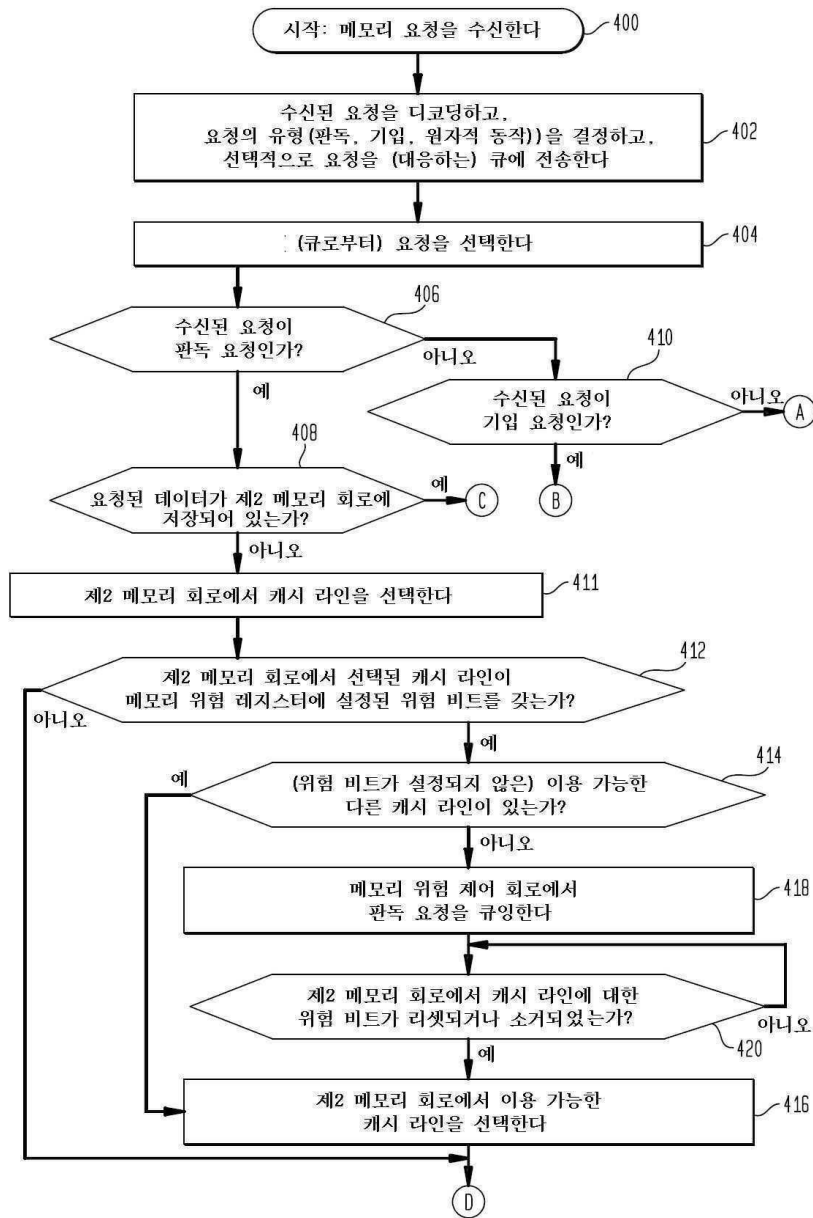 시작: 메모리 요청을 수신한다
400
수신된 요청을 디코딩하고,
요청의 유형(판독, 기입, 원자적 동작))을 결정하고,
선택적으로 요청을 (대응하는) 큐에 전송한다
402
(큐로부터) 요청을 선택한다
404
406
수신된 요청이
판독 요청인가?
아니오
예
410
수신된 요청이
기입 요청인가?
아니오
A
예
B
408
요청된 데이터가 제2 메모리 회로에
저장되어 있는가?
예
C
아니오
제2 메모리 회로에서 캐시 라인을 선택한다
411
제2 메모리 회로에서 선택된 캐시 라인이
메모리 위험 레지스터에 설정된 위험 비트를 갖는가?
412
아니오
예
예
(위험 비트가 설정되지 않은) 이용 가능한
다른 캐시 라인이 있는가?
414
아니오
메모리 위험 제어 회로에서
판독 요청을 큐잉한다
418
제2 메모리 회로에서 캐시 라인에 대한
위험 비트가 리셋되거나 소거되었는가?
아니오
420
예
제2 메모리 회로에서 이용 가능한
캐시 라인을 선택한다
416
D